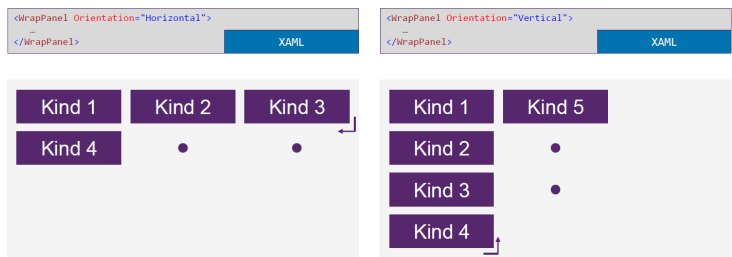 <WrapPanel Orientation="Horizontal">
…
</WrapPanel>
XAML
Kind 1 Kind 2 Kind 3
Kind 4
<WrapPanel Orientation="Vertical">
…
</WrapPanel>
XAML
Kind 1 Kind 5
Kind 2
Kind 3
Kind 4